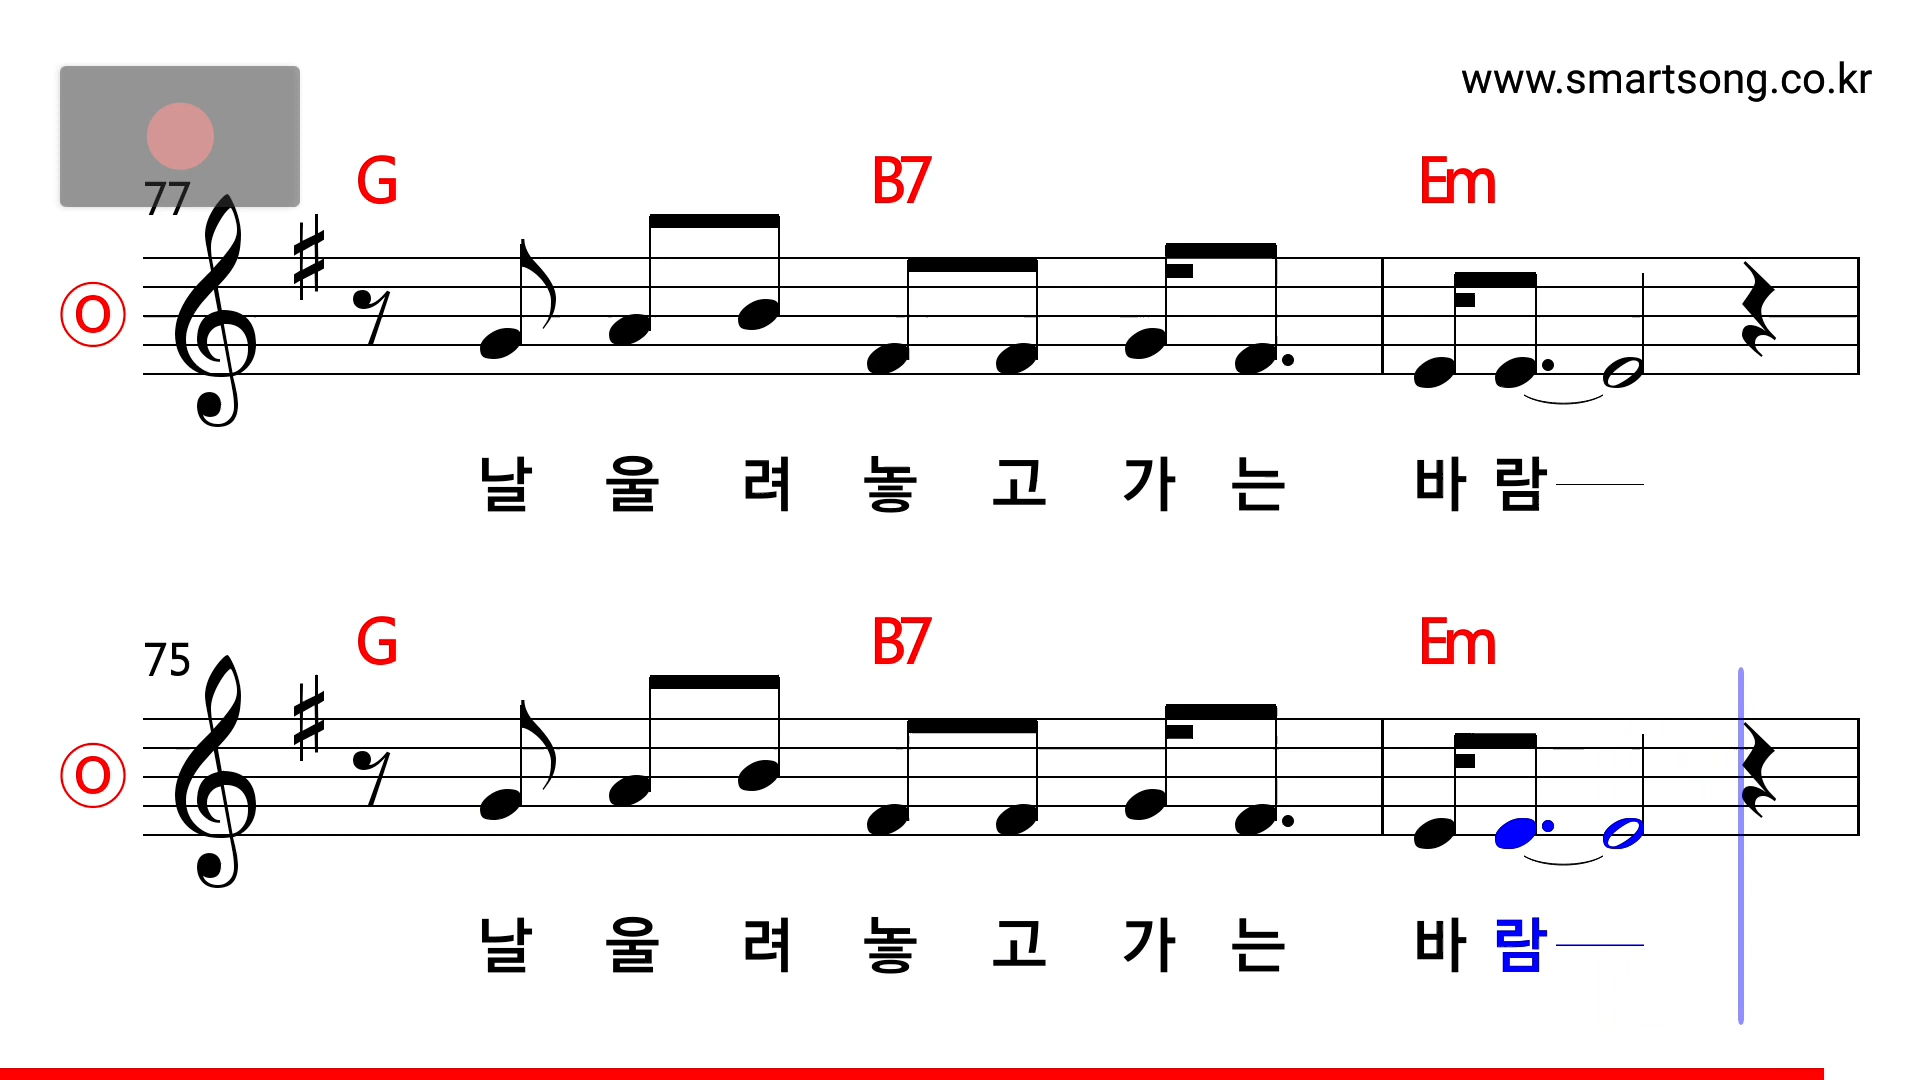 www.smartsong.co.kr
77 G B7 Em
O
날 울 려 놓 고 가 는 바 람
75 G B7 Em
O
날 울 려 놓 고 가 는 바 람